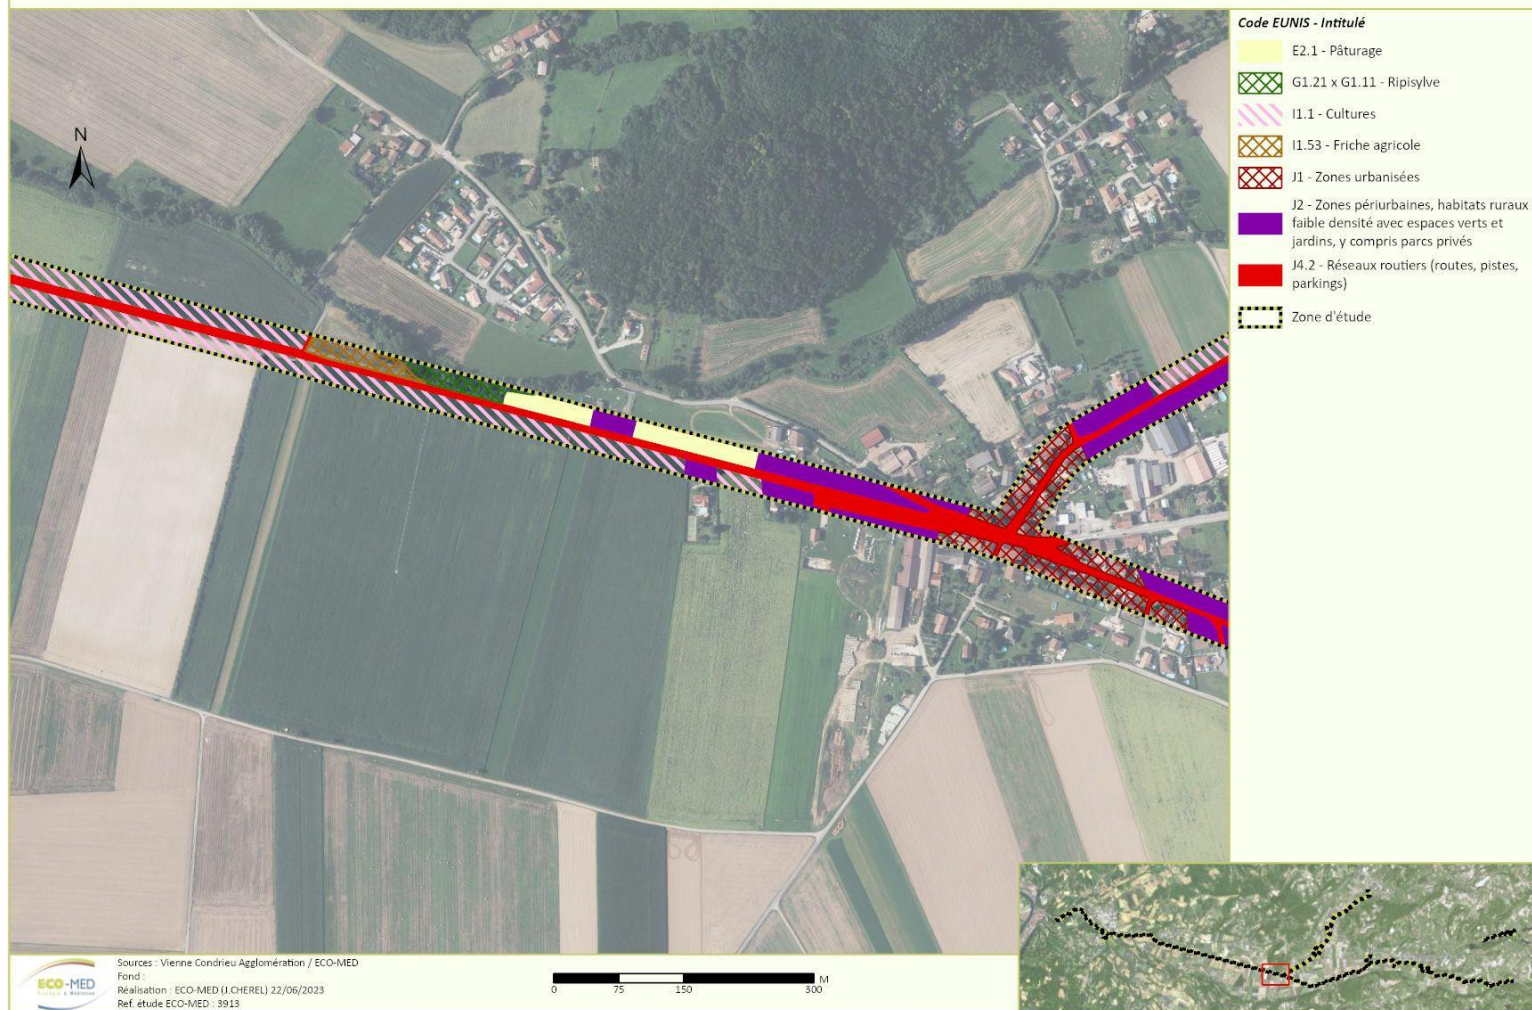 Code EUNIS - Intitulé
E2.1 - Pâturage
G1.21 x G1.11 - Ripisylve
I1.1 - Cultures
I1.53 - Friche agricole
J1 - Zones urbanisées
J2 - Zones périurbaines, habitats ruraux
faible densité avec espaces verts et
jardins, y compris parcs privés
J4.2 - Réseaux routiers (routes, pistes,
parkings)
Zone d'étude
N
ECO-MED
Ecologie & Médiation
Sources : Vienne Condrieu Agglomération / ECO-MED
Fond :
Réalisation : ECO-MED (J.CHEREL) 22/06/2023
Ref. étude ECO-MED : 3913
0 75 150 300 M